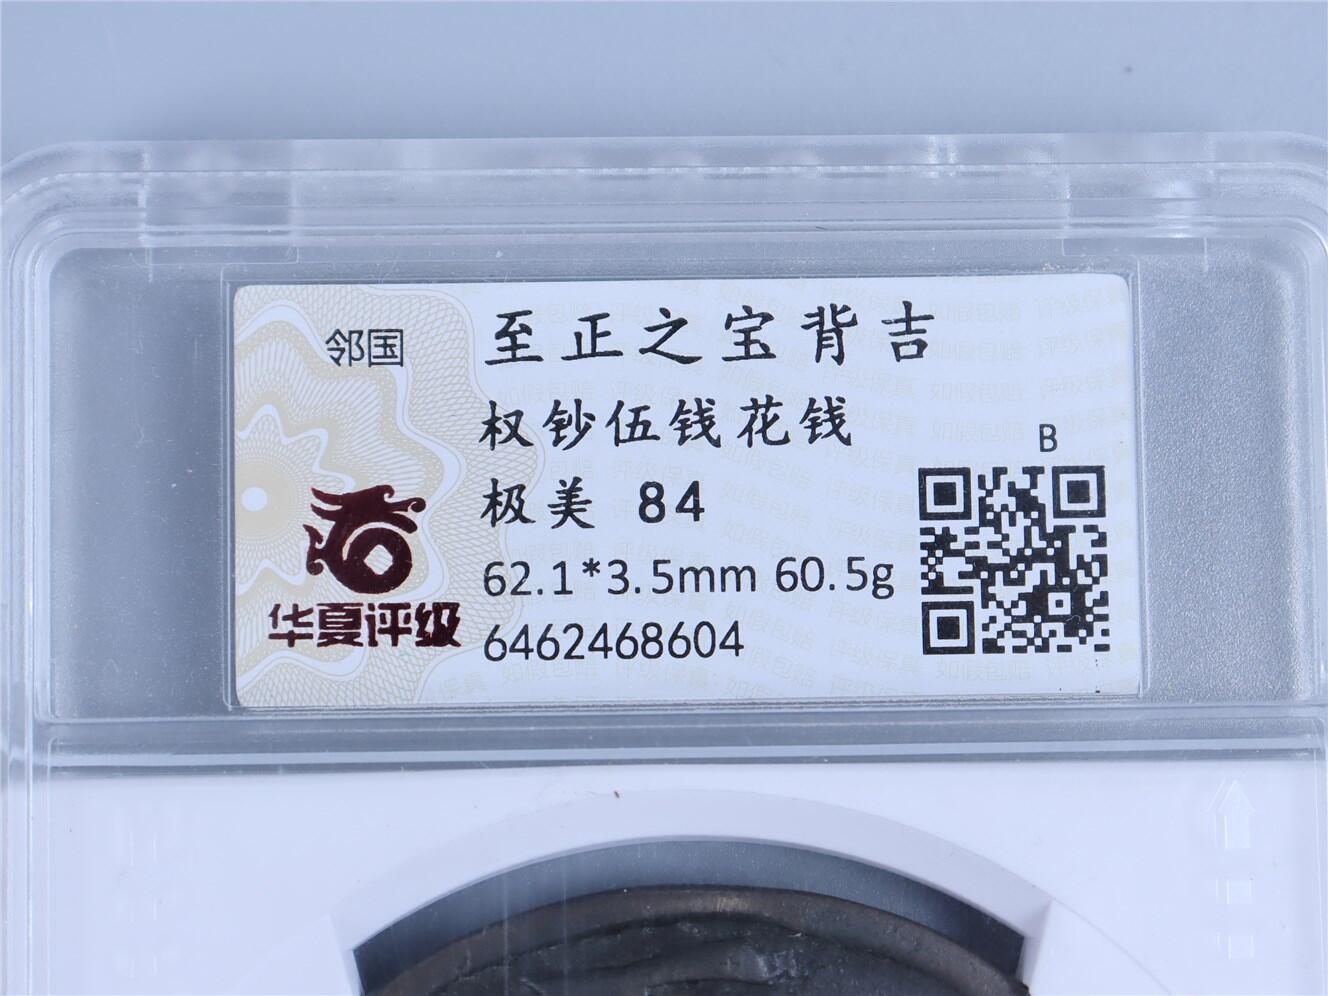 邻国
至正之宝背吉
权钞伍钱花钱
极美 84
62.1*3.5mm 60.5g
6462468604
B
华夏评级